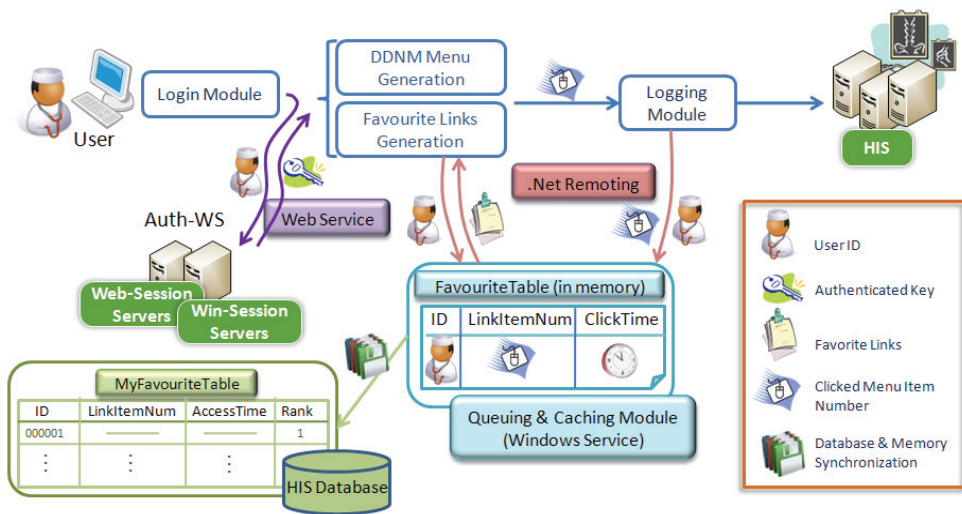 User
Login Module
DDNM Menu
Generation
Favourite Links
Generation
Logging
Module
HIS
.Net Remoting
Web Service
Auth-WS
Web-Session
Servers
Win-Session
Servers
FavouriteTable (in memory)
ID LinkItemNum ClickTime
Queuing & Caching Module
(Windows Service)
MyFavouriteTable
ID LinkItemNum AccessTime Rank
000001 1
HIS Database
User ID
Authenticated Key
Favorite Links
Clicked Menu Item
Number
Database & Memory
Synchronization